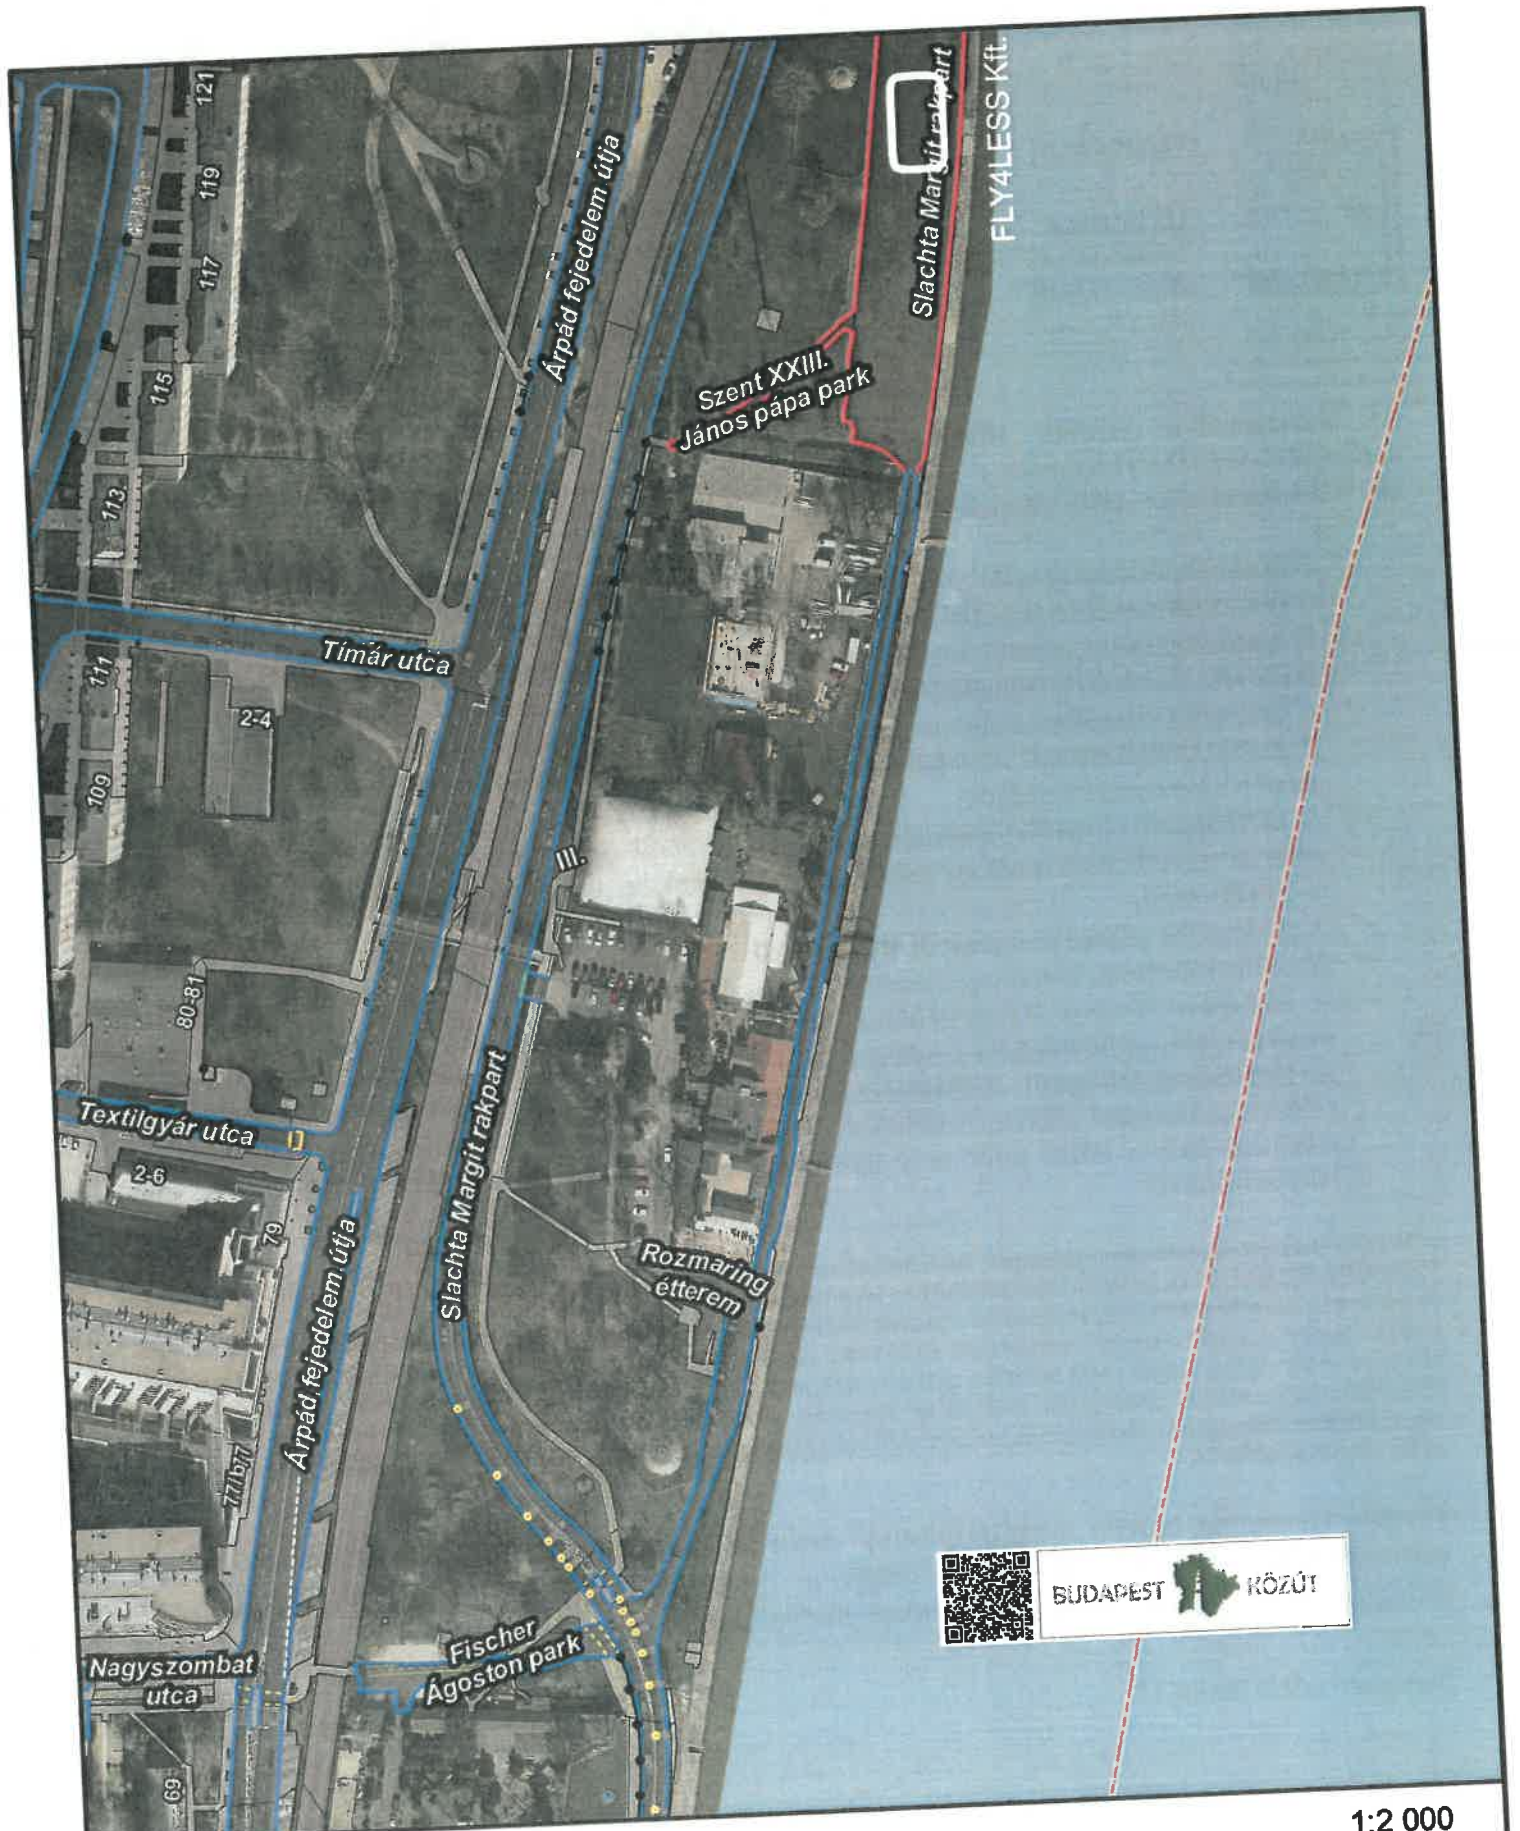 121
119
117
115
113
111
109
2-4
80-81
2-6
79
77/b/7
69
Árpád fejedelem útja
Slachta Margit rakpart
FLY4LESS Kft.
Szent XXIII.
János pápa park
Tímár utca
III.
Textilgyár utca
Slachta Margit rakpart
Árpád fejedelem útja
Rozmaring
étterem
Fischer
Ágoston park
Nagyszombat
utca
BUDAPEST KÖZÚT
1:2 000